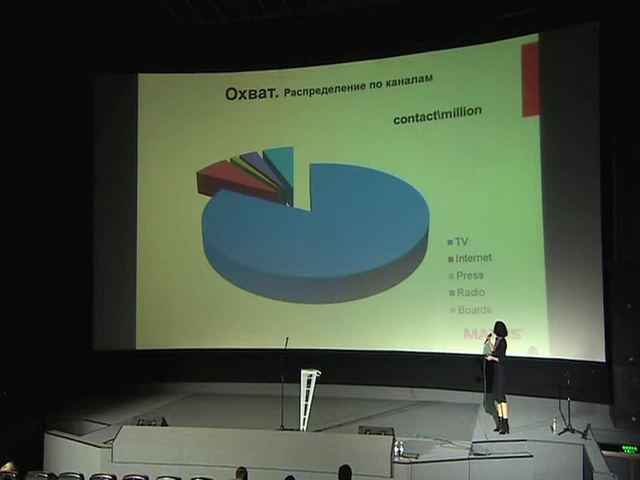 Охват. Распределение по каналам
contact\million
TV
Internet
Press
Radio
Boards